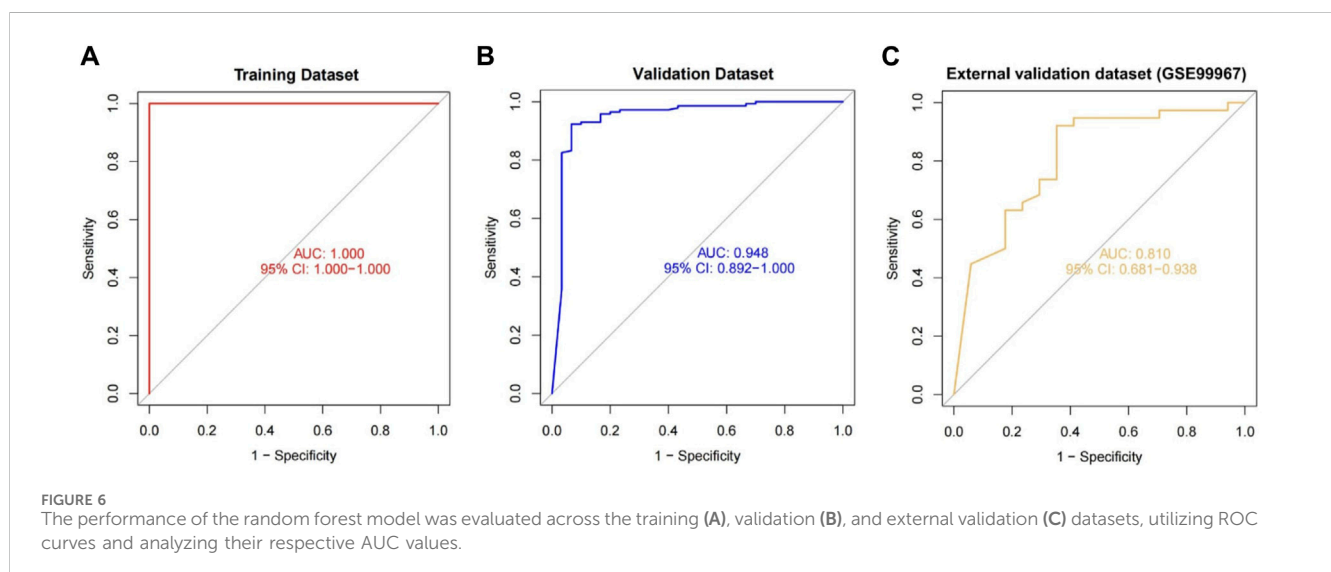 A
Training Dataset
Sensitivity
1.0
0.8
0.6
0.4
0.2
0.0
AUC: 1.000
95% CI: 1.000−1.000
0.0 0.2 0.4 0.6 0.8 1.0
1 − Specificity
B
Validation Dataset
Sensitivity
1.0
0.8
0.6
0.4
0.2
0.0
AUC: 0.948
95% CI: 0.892−1.000
0.0 0.2 0.4 0.6 0.8 1.0
1 − Specificity
C
External validation dataset (GSE99967)
Sensitivity
1.0
0.8
0.6
0.4
0.2
0.0
AUC: 0.810
95% CI: 0.681−0.938
0.0 0.2 0.4 0.6 0.8 1.0
1 − Specificity
FIGURE 6
The performance of the random forest model was evaluated across the training (A), validation (B), and external validation (C) datasets, utilizing ROC
curves and analyzing their respective AUC values.